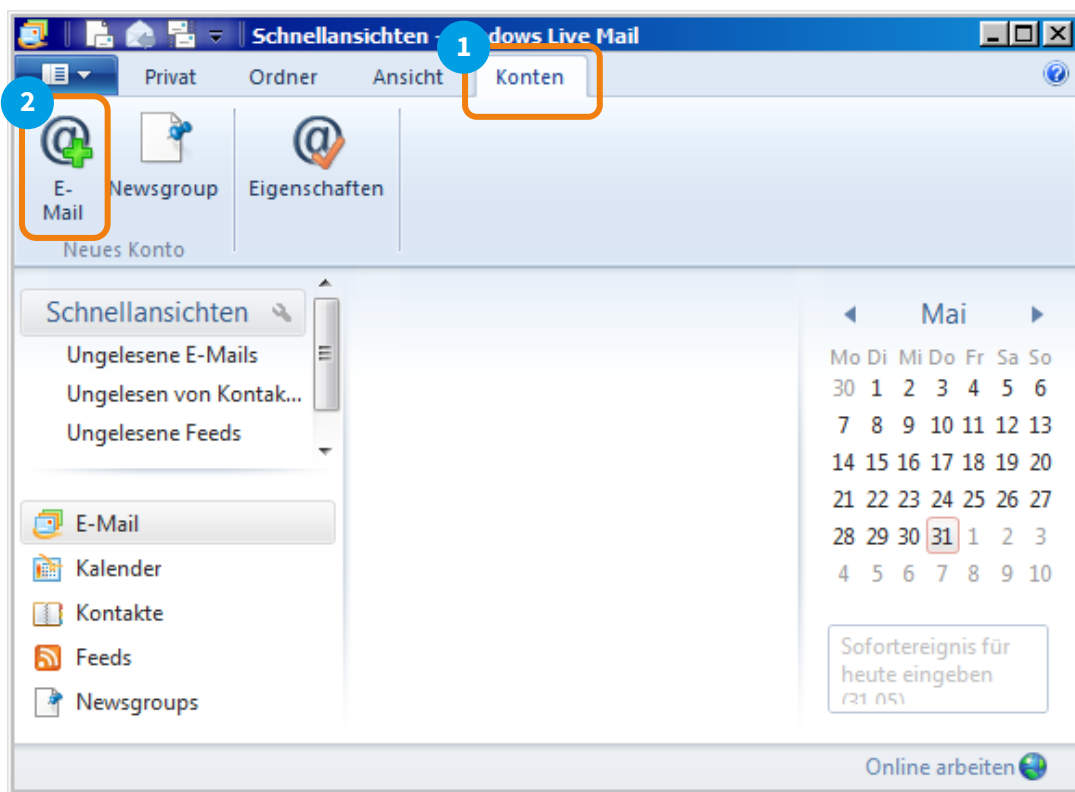 Schnellansichten - dows Live Mail
1
Privat Ordner Ansicht Konten
2
E-Mail
Newsgroup
Eigenschaften
Neues Konto
Schnellansichten
Ungelesene E-Mails
Ungelesen von Kontak...
Ungelesene Feeds
E-Mail
Kalender
Kontakte
Feeds
Newsgroups
Mai
Mo Di Mi Do Fr Sa So
30 1 2 3 4 5 6
7 8 9 10 11 12 13
14 15 16 17 18 19 20
21 22 23 24 25 26 27
28 29 30 31 1 2 3
4 5 6 7 8 9 10
Sofortereignis für
heute eingeben
(31.05)
Online arbeiten